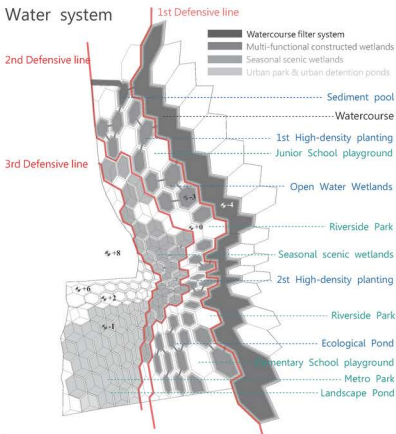 Water system
1st Defensive line
Watercourse filter system
Multi-functional constructed wetlands
Seasonal scenic wetlands
Urban park & urban detention ponds
2nd Defensive line
Sediment pool
Watercourse
1st High-density planting
Junior School playground
3rd Defensive line
Open Water Wetlands
-3
-4
+0
Riverside Park
+8
Seasonal scenic wetlands
2nd High-density planting
+6
+2
Riverside Park
-1
Ecological Pond
Elementary School playground
Metro Park
Landscape Pond